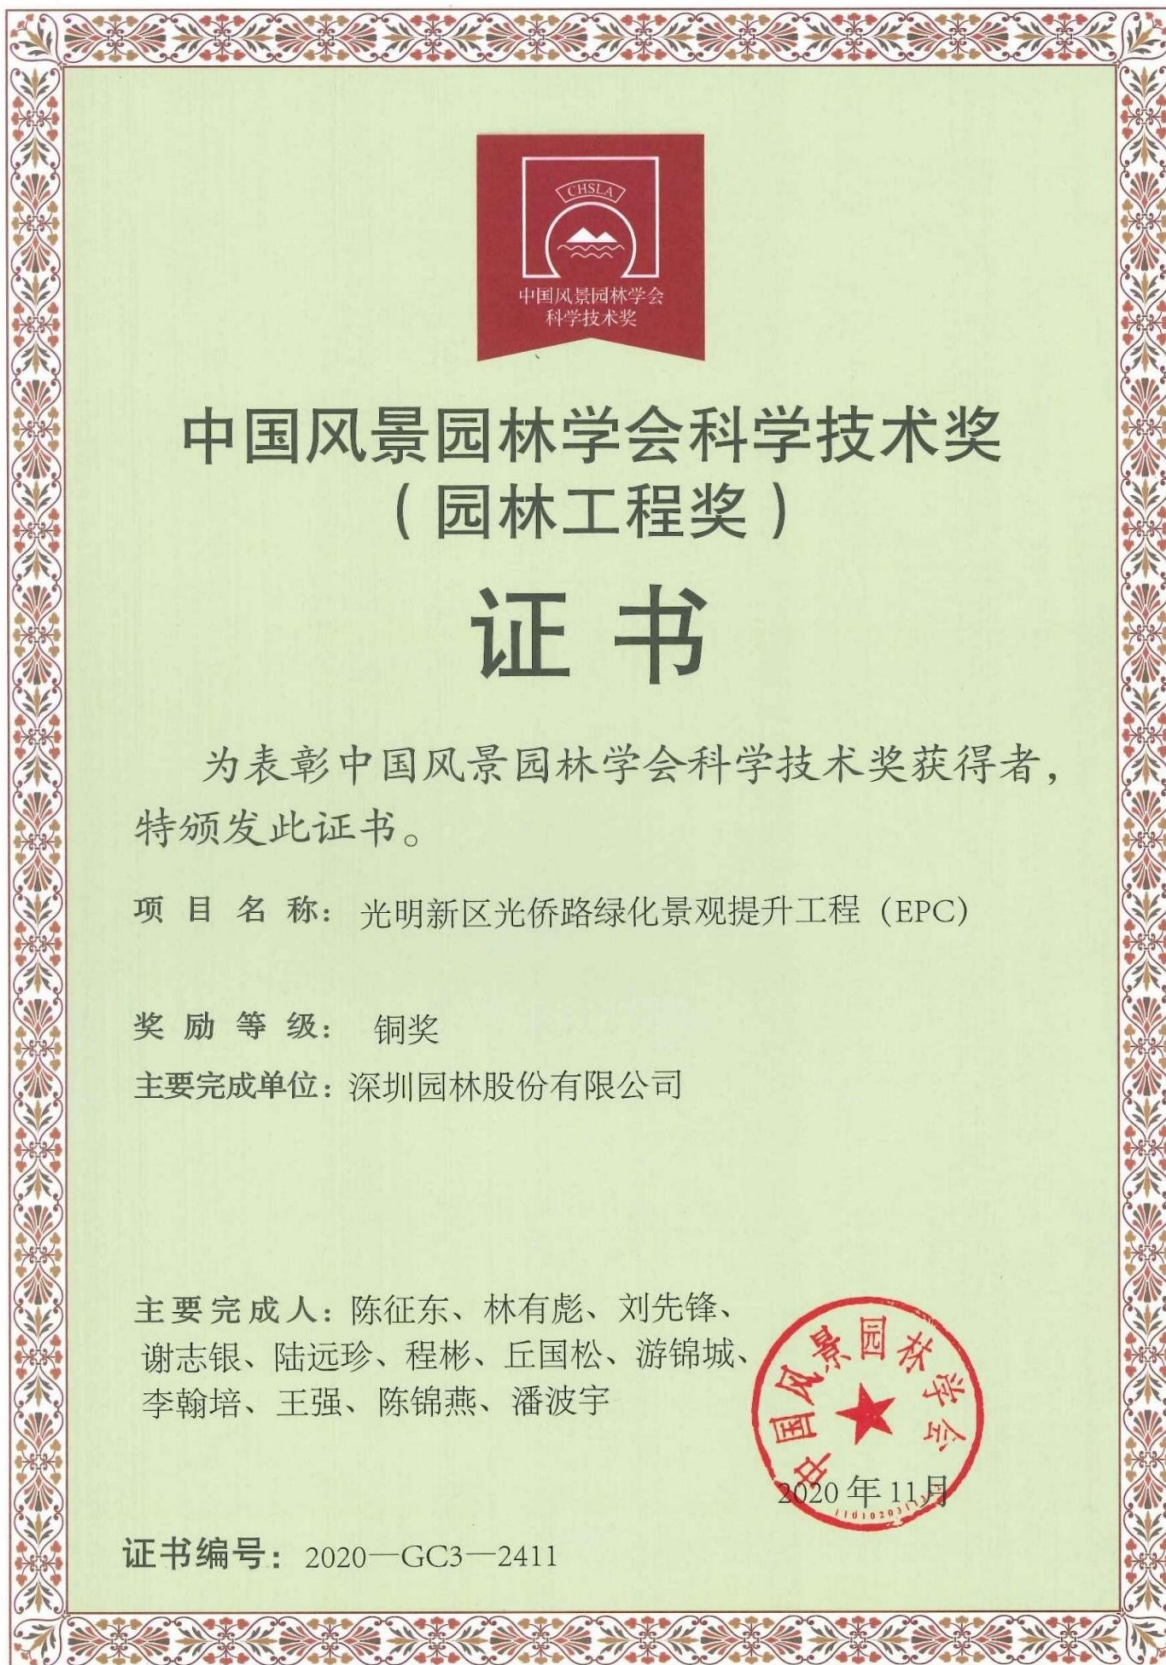 CHSLA
中国风景园林学会
科学技术奖
中国风景园林学会科学技术奖
（园林工程奖）
证书
为表彰中国风景园林学会科学技术奖获得者，
特颁发此证书。
项目名称：光明新区光侨路绿化景观提升工程（EPC）
奖励等级：铜奖
主要完成单位：深圳园林股份有限公司
主要完成人：陈征东、林有彪、刘先锋、
谢志银、陆远珍、程彬、丘国松、游锦城、
李翰培、王强、陈锦燕、潘波宇
中国风景园林学会
2020年11月
证书编号：2020—GC3—2411